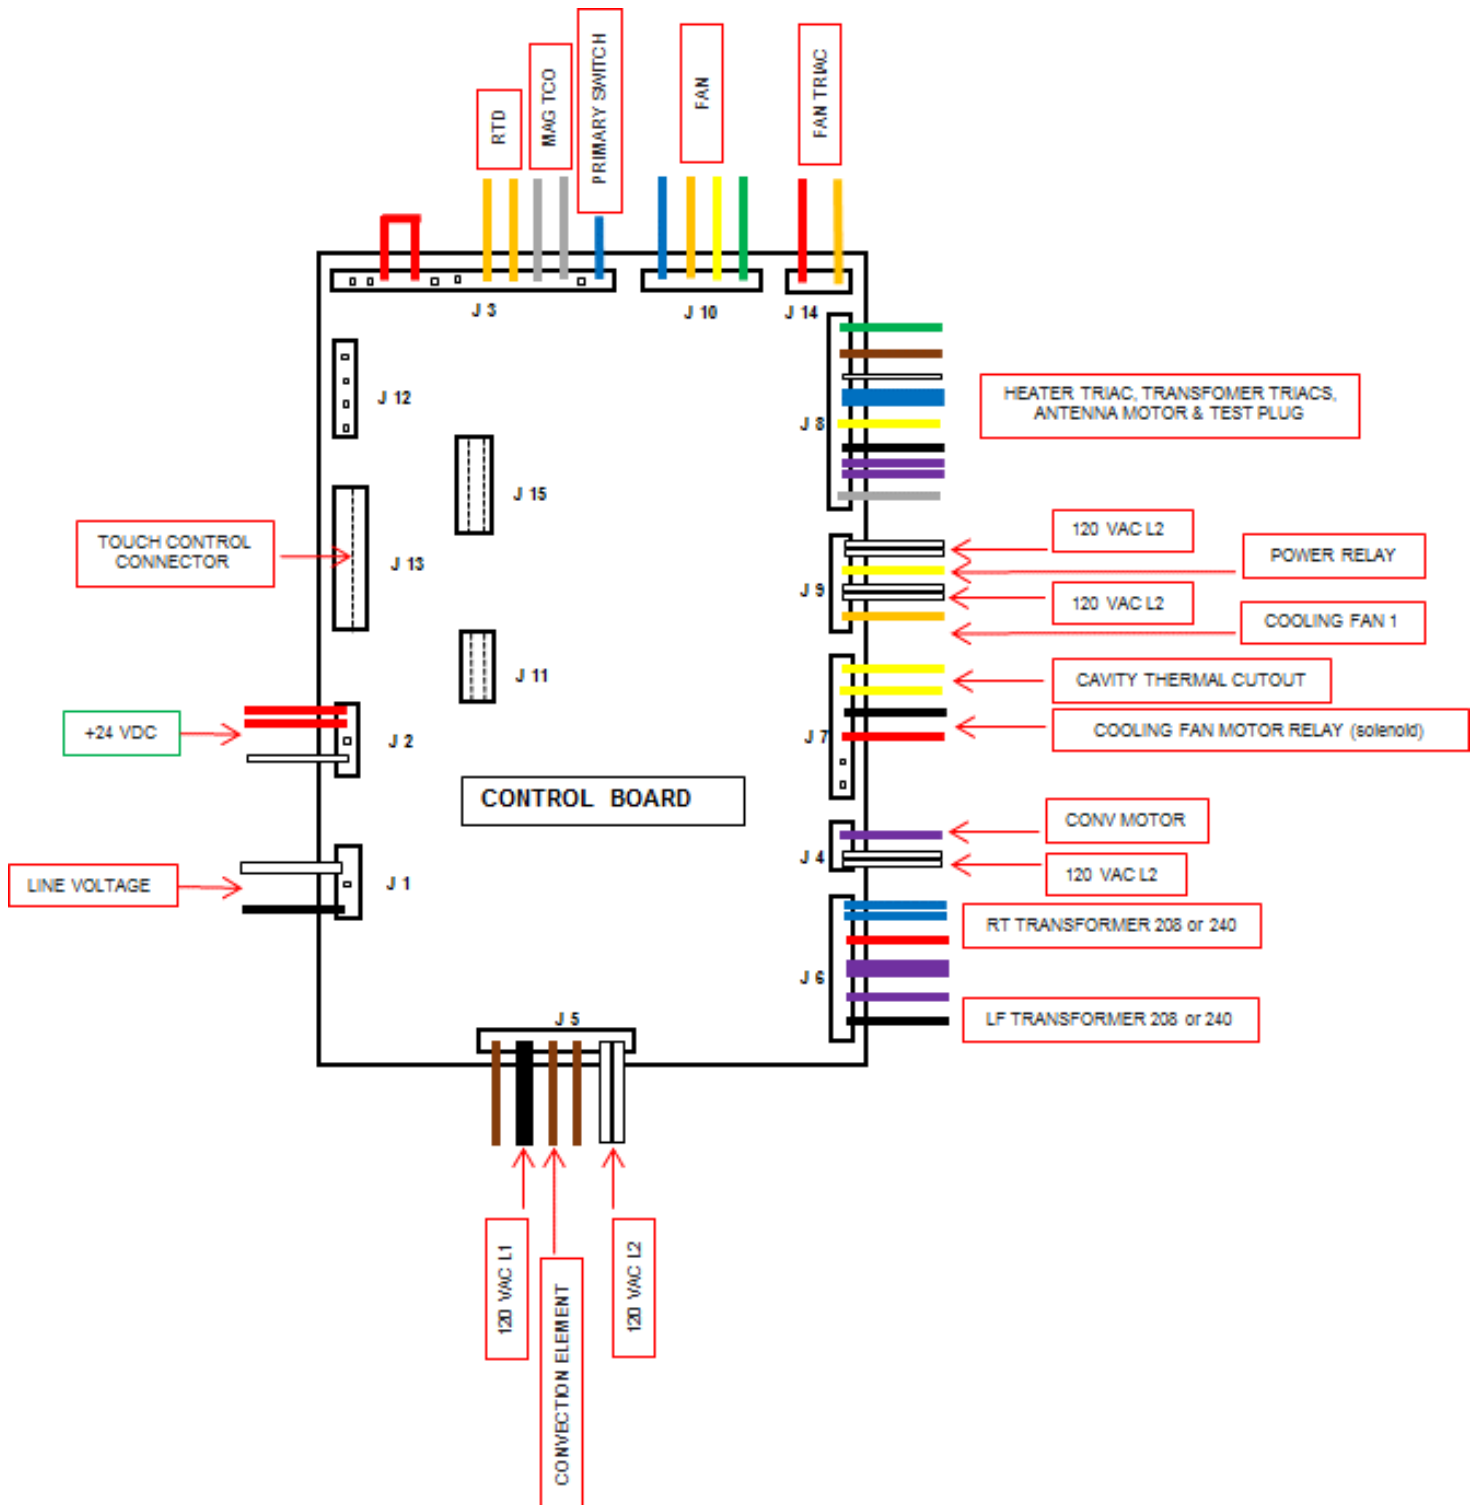 RTD
MAG TCO
PRIMARY SWITCH
FAN
FAN TRIAC
J 3
J 10
J 14
J 12
J 8
HEATER TRIAC, TRANSFOMER TRIACS,
ANTENNA MOTOR & TEST PLUG
J 15
TOUCH CONTROL
CONNECTOR
J 13
120 VAC L2
POWER RELAY
J 9
120 VAC L2
COOLING FAN 1
J 11
CAVITY THERMAL CUTOUT
+24 VDC
J 2
J 7
COOLING FAN MOTOR RELAY (solenoid)
CONTROL BOARD
CONV MOTOR
J 4
120 VAC L2
LINE VOLTAGE
J 1
RT TRANSFORMER 208 or 240
J 6
LF TRANSFORMER 208 or 240
J 5
120 VAC L1
CONVECTION ELEMENT
120 VAC L2